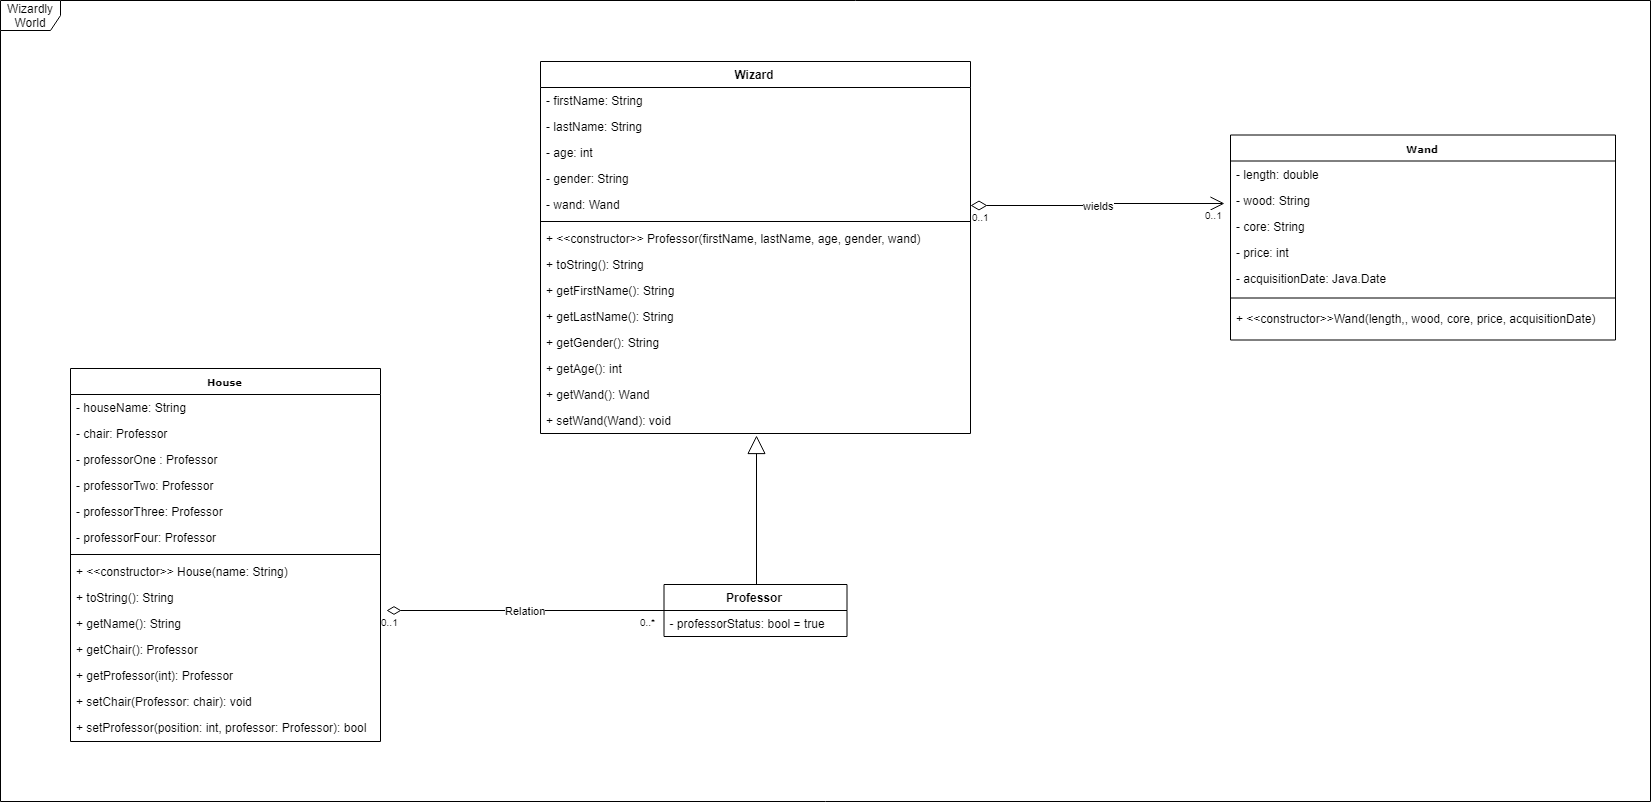 Wizardly
World
Wizard
- firstName: String
- lastName: String
- age: int
- gender: String
- wand: Wand
+ <<constructor>> Professor(firstName, lastName, age, gender, wand)
+ toString(): String
+ getFirstName(): String
+ getLastName(): String
+ getGender(): String
+ getAge(): int
+ getWand(): Wand
+ setWand(Wand): void
0..1
wields
0..1
Wand
- length: double
- wood: String
- core: String
- price: int
- acquisitionDate: Java.Date
+ <<constructor>>Wand(length,, wood, core, price, acquisitionDate)
House
- houseName: String
- chair: Professor
- professorOne : Professor
- professorTwo: Professor
- professorThree: Professor
- professorFour: Professor
+ <<constructor>> House(name: String)
+ toString(): String
+ getName(): String
+ getChair(): Professor
+ getProfessor(int): Professor
+ setChair(Professor: chair): void
+ setProfessor(position: int, professor: Professor): bool
0..1
Relation
0..*
Professor
- professorStatus: bool = true